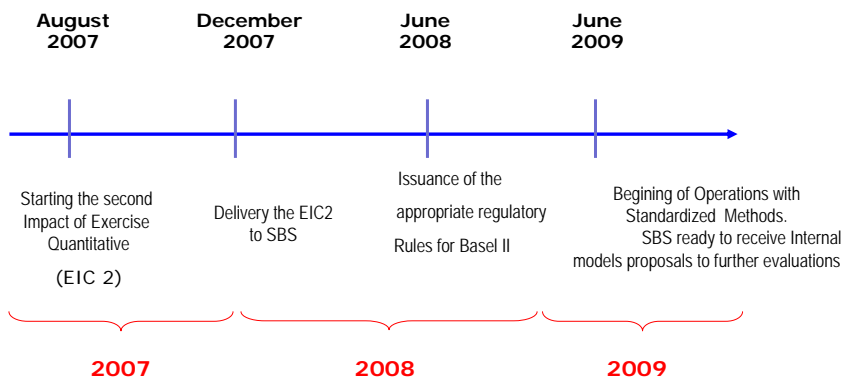 August
2007
December
2007
June
2008
June
2009
Starting the second
Impact of Exercise
Quantitative
(EIC 2)
Delivery the EIC2
to SBS
Issuance of the
appropriate regulatory
Rules for Basel II
Begining of Operations with
Standardized Methods.
SBS ready to receive Internal
models proposals to further evaluations
2007
2008
2009